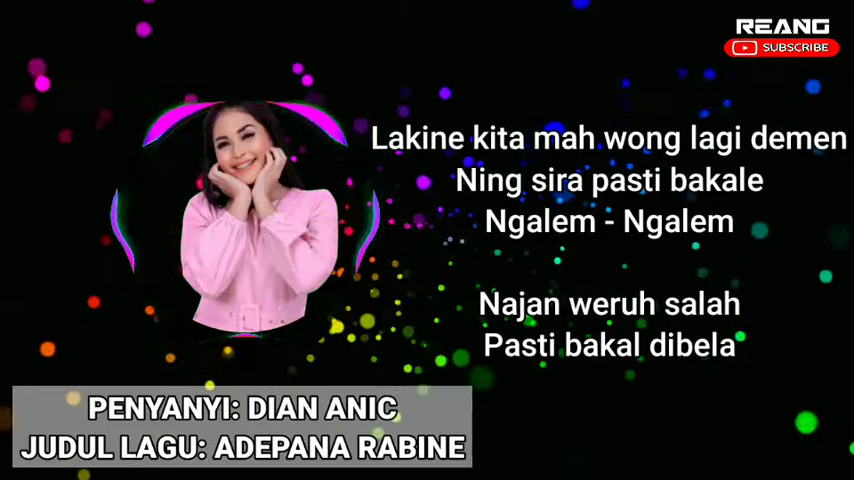 REANG
SUBSCRIBE
Lakine kita mah wong lagi demen
Ning sira pasti bakale
Ngalem - Ngalem
Najan weruh salah
Pasti bakal dibela
PENYANYI: DIAN ANIC
JUDUL LAGU: ADEPANA RABINE